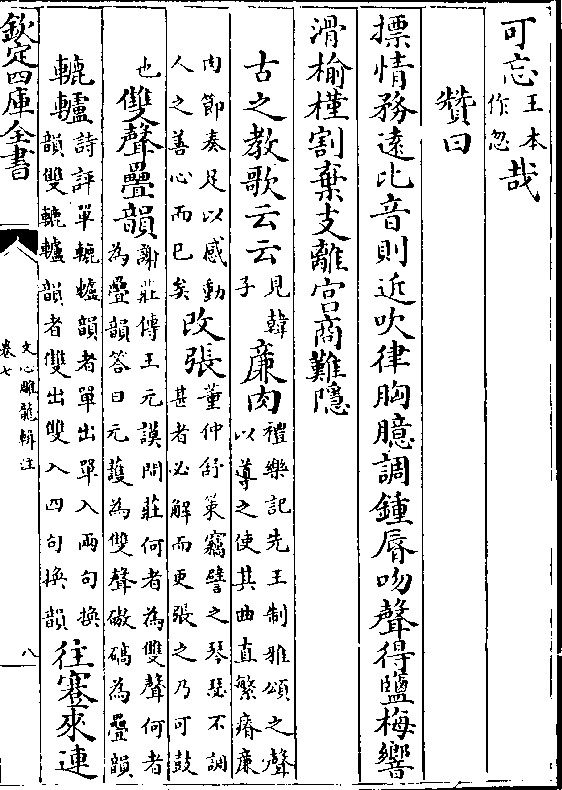 可忘王本作忽哉
贊曰
摽情務遠比音則近吹律胸臆調鍾脣吻聲得鹽梅響
滑榆槿割棄支離宮商難隱
古之教歌云云見韓子廉肉禮樂記先王制雅頌之聲以導之使其曲直繁瘠廉
肉節奏足以感動人之善心而已矣改張董仲舒策竊譬之琴瑟不調甚者必解而更張之乃可鼓
也雙聲疊韻謝莊傳王元謨問莊何者為雙聲何者為疊韻答曰元護為雙聲磝碻為疊韻
轆轤詩評單轆轤韻者單出單入兩句換韻雙轆轤韻者雙出雙入四句換韻往蹇來連
欽定四庫全書
文心雕龍輯注
卷七
八